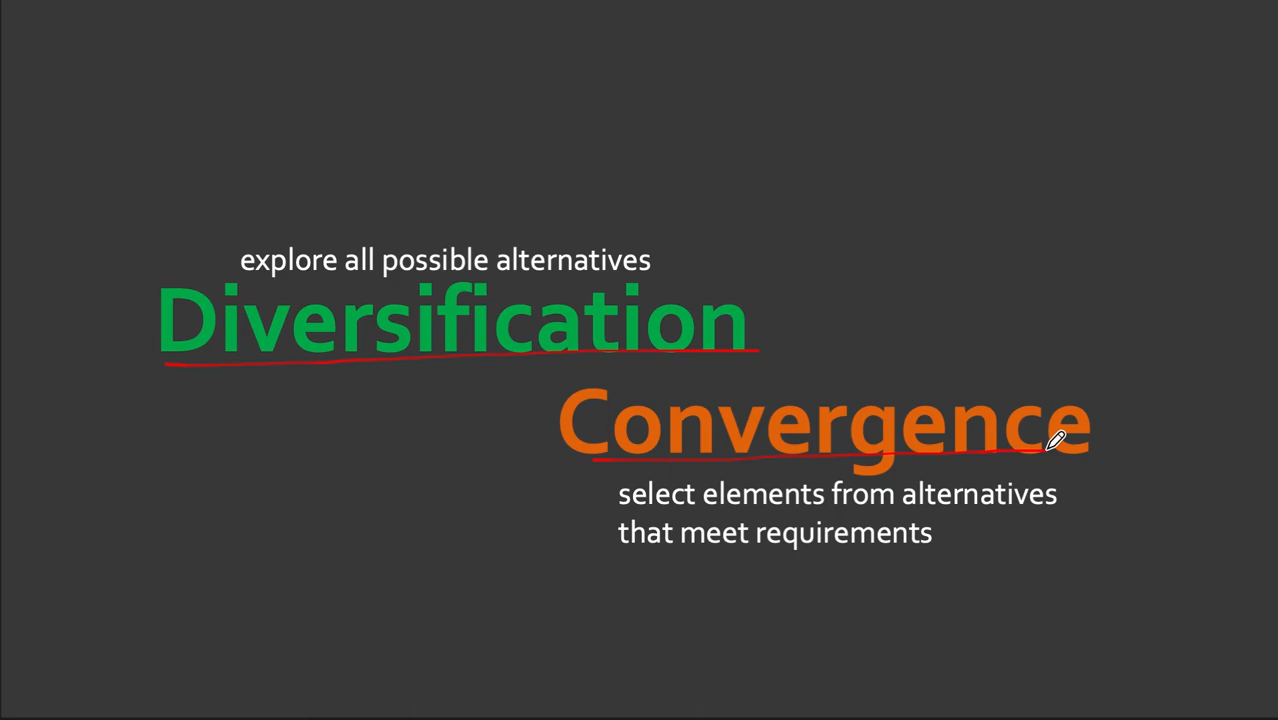 explore all possible alternatives
Diversification
Convergence
select elements from alternatives
that meet requirements